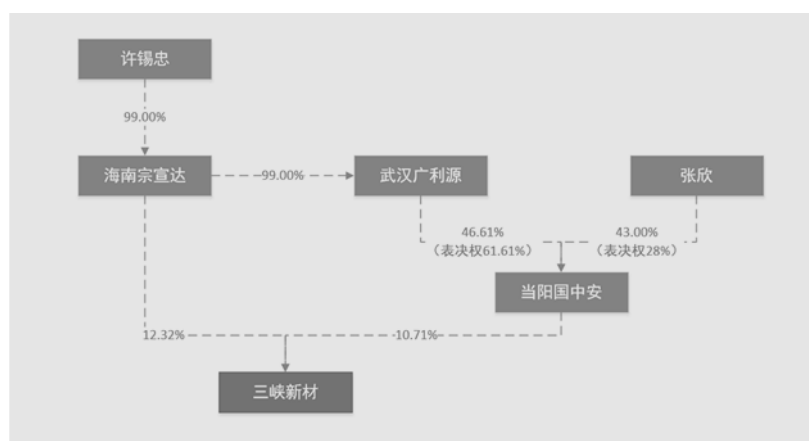 许锡忠
99.00%
海南宗宣达
99.00%
武汉广利源
张欣
46.61%
（表决权61.61%）
43.00%
（表决权28%）
当阳国中安
12.32%
10.71%
三峡新材